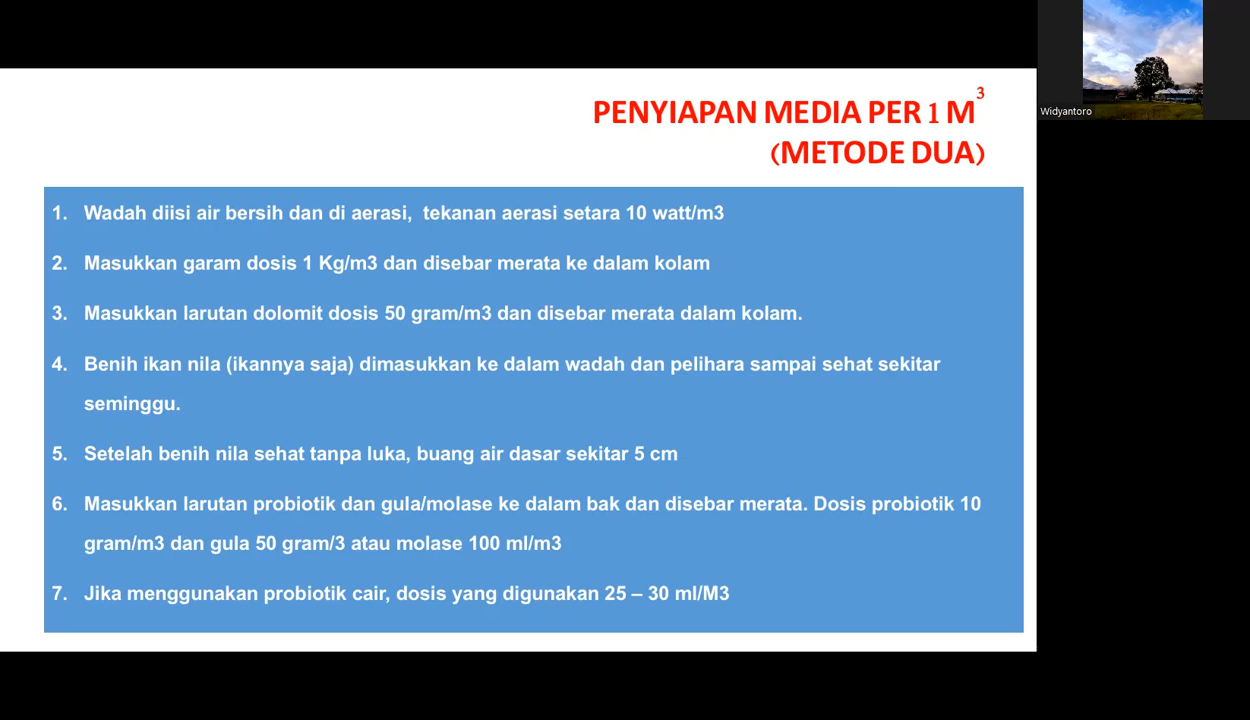 PENYIAPAN MEDIA PER 1 M³
(METODE DUA)
Widyantoro
1. Wadah diisi air bersih dan di aerasi, tekanan aerasi setara 10 watt/m3
2. Masukkan garam dosis 1 Kg/m3 dan disebar merata ke dalam kolam
3. Masukkan larutan dolomit dosis 50 gram/m3 dan disebar merata dalam kolam.
4. Benih ikan nila (ikannya saja) dimasukkan ke dalam wadah dan pelihara sampai sehat sekitar
seminggu.
5. Setelah benih nila sehat tanpa luka, buang air dasar sekitar 5 cm
6. Masukkan larutan probiotik dan gula/molase ke dalam bak dan disebar merata. Dosis probiotik 10
gram/m3 dan gula 50 gram/3 atau molase 100 ml/m3
7. Jika menggunakan probiotik cair, dosis yang digunakan 25 – 30 ml/M3